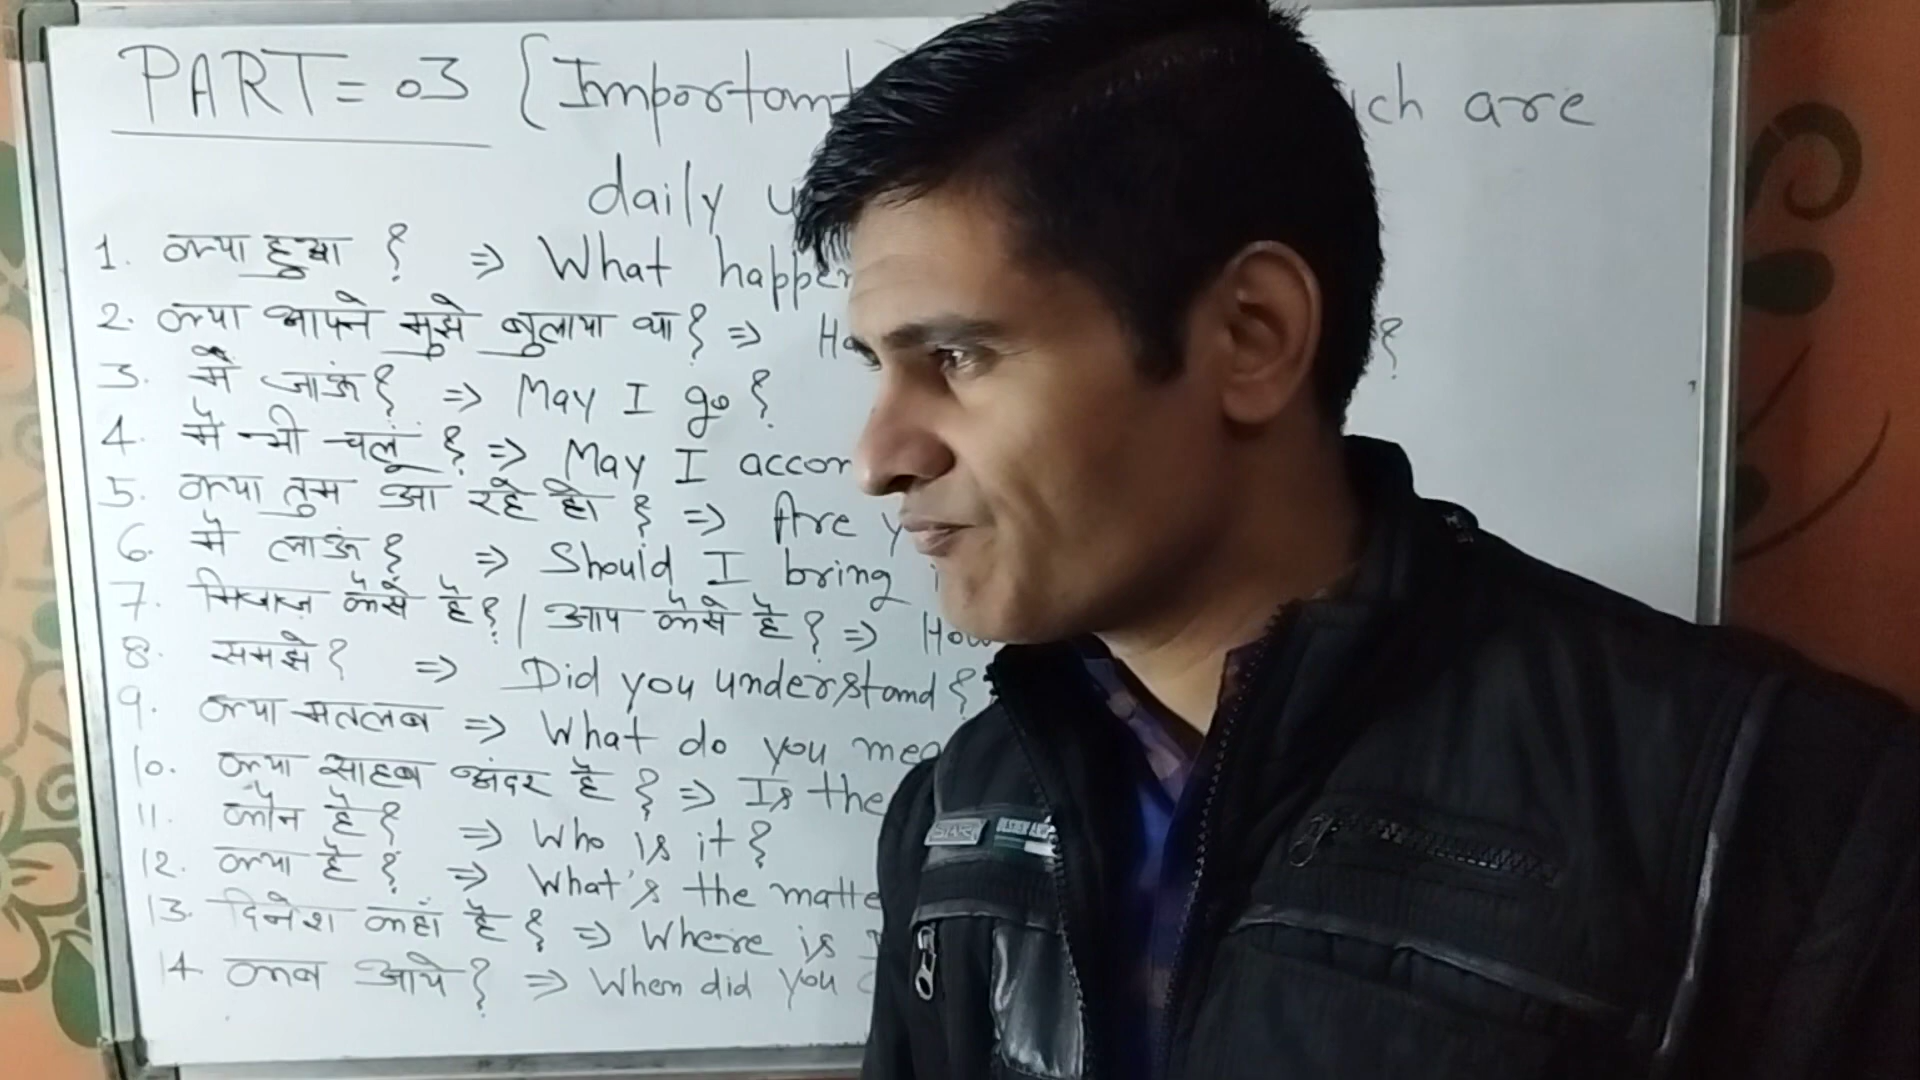 PART = 03 {Important ch are
daily u
1. क्या हुआ ? ⇒ What happen
2. क्या आपने मुझे बुलाया था? ⇒ Ha ?
3. मैं जाऊं? ⇒ May I go?
4. मैं भी चलूं ? ⇒ May I accom
5. क्या तुम आ रहे हो ? ⇒ Are y
6. मैं लाऊं? ⇒ Should I bring i
7. मिजाज़ कैसे है? / आप कैसे है? ⇒ How
8. समझे? ⇒ Did you understand?
9. क्या मतलब ⇒ What do you mea
10. क्या साहब अंदर है ? ⇒ Is the
11. कौन है? ⇒ Who is it?
12. क्या है ? ⇒ What's the matte
13. दिनेश कहाँ है ? ⇒ Where is
14. कब आये? ⇒ When did you c